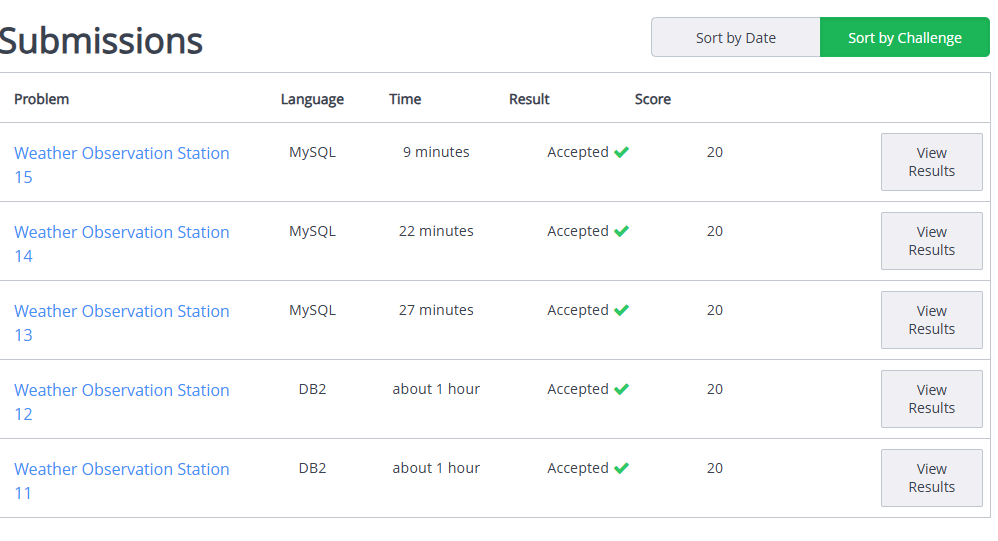 Submissions
Sort by Date
Sort by Challenge
Problem Language Time Result Score
Weather Observation Station MySQL 9 minutes Accepted 20 View
15 Results
Weather Observation Station MySQL 22 minutes Accepted 20 View
14 Results
Weather Observation Station MySQL 27 minutes Accepted 20 View
13 Results
Weather Observation Station DB2 about 1 hour Accepted 20 View
12 Results
Weather Observation Station DB2 about 1 hour Accepted 20 View
11 Results